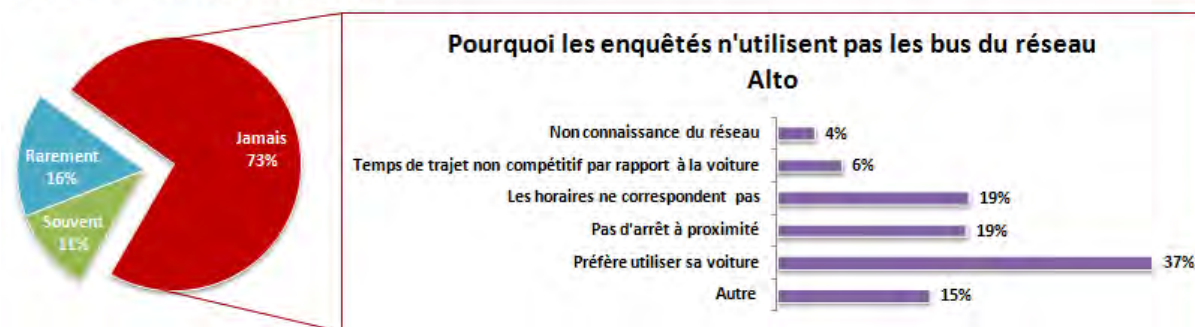 Jamais
73%
Rarement
16%
Souvent
11%
Pourquoi les enquêtés n'utilisent pas les bus du réseau
Alto
Non connaissance du réseau 4%
Temps de trajet non compétitif par rapport à la voiture 6%
Les horaires ne correspondent pas 19%
Pas d'arrêt à proximité 19%
Préfère utiliser sa voiture 37%
Autre 15%